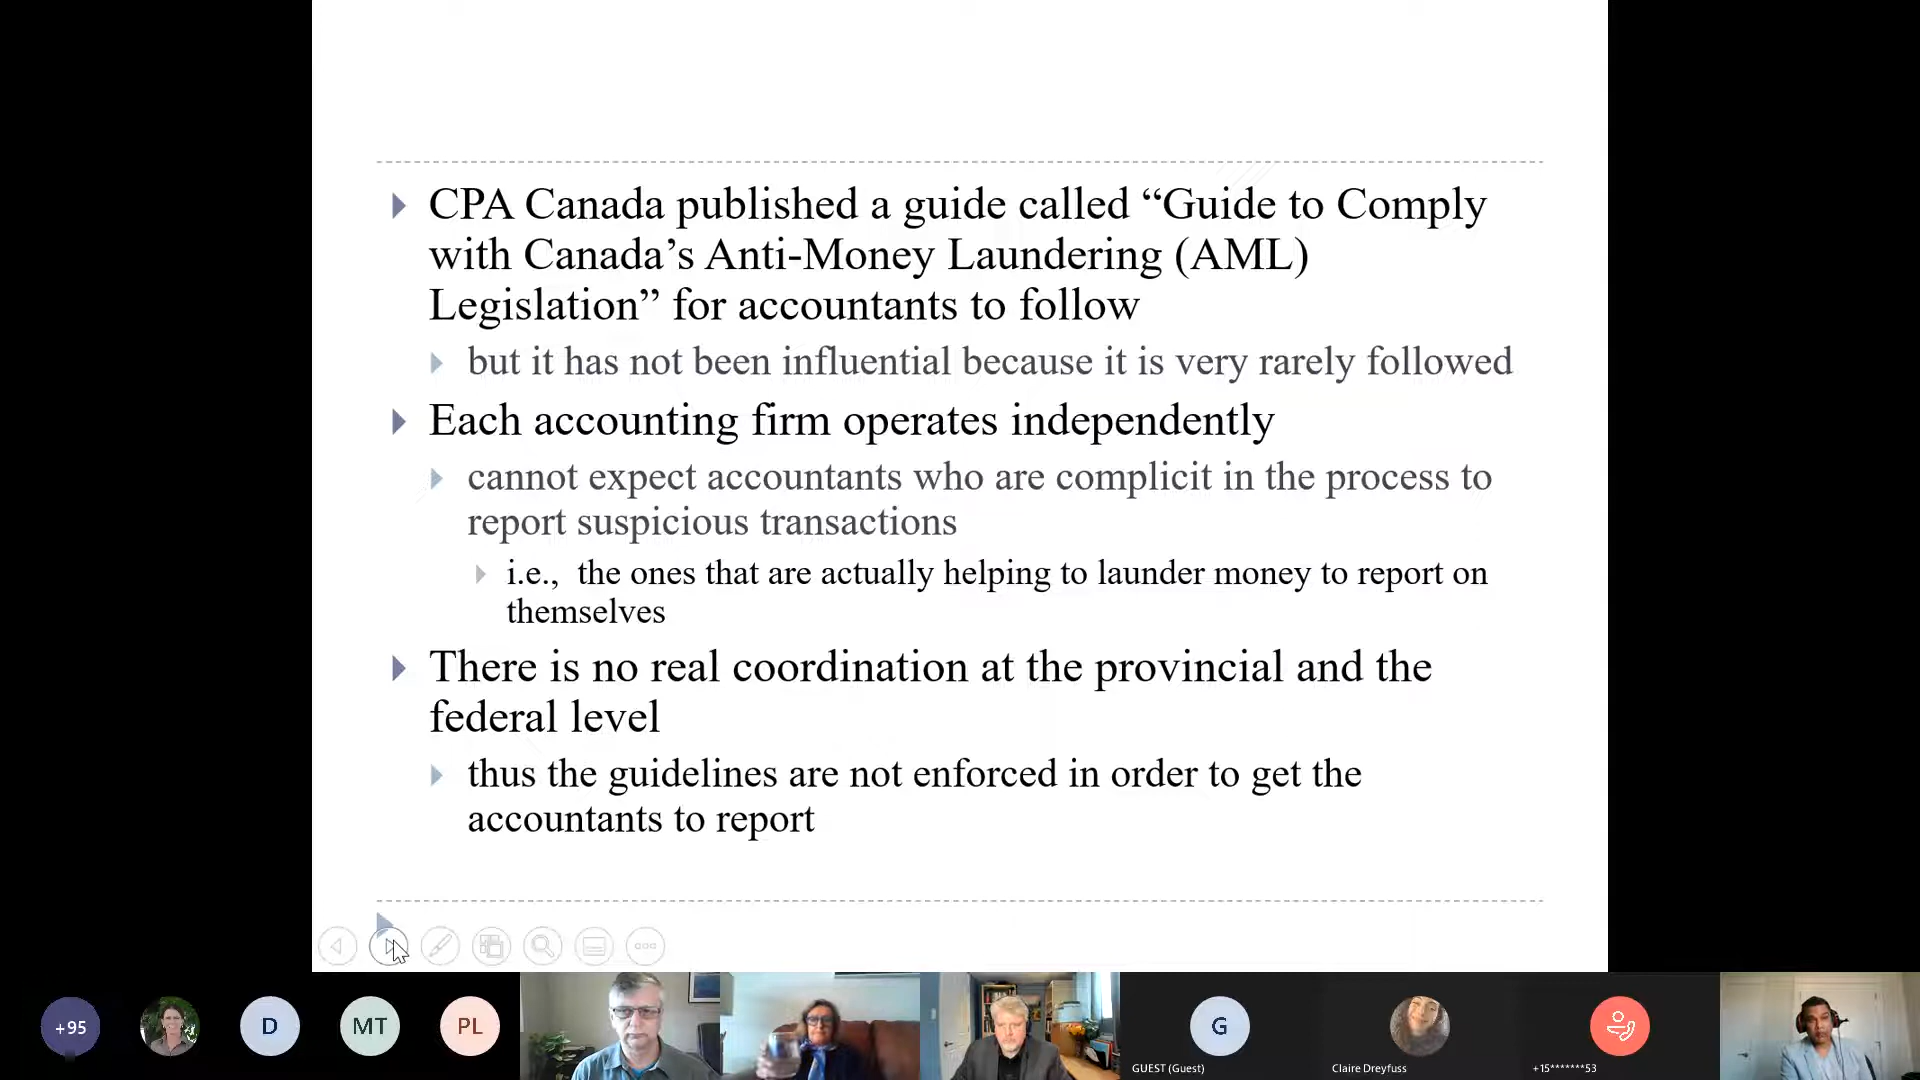 CPA Canada published a guide called “Guide to Comply
with Canada’s Anti-Money Laundering (AML)
Legislation” for accountants to follow
but it has not been influential because it is very rarely followed
Each accounting firm operates independently
cannot expect accountants who are complicit in the process to
report suspicious transactions
i.e., the ones that are actually helping to launder money to report on
themselves
There is no real coordination at the provincial and the
federal level
thus the guidelines are not enforced in order to get the
accountants to report
+95
D
MT
PL
G
GUEST (Guest)
Claire Dreyfuss
+15*******53